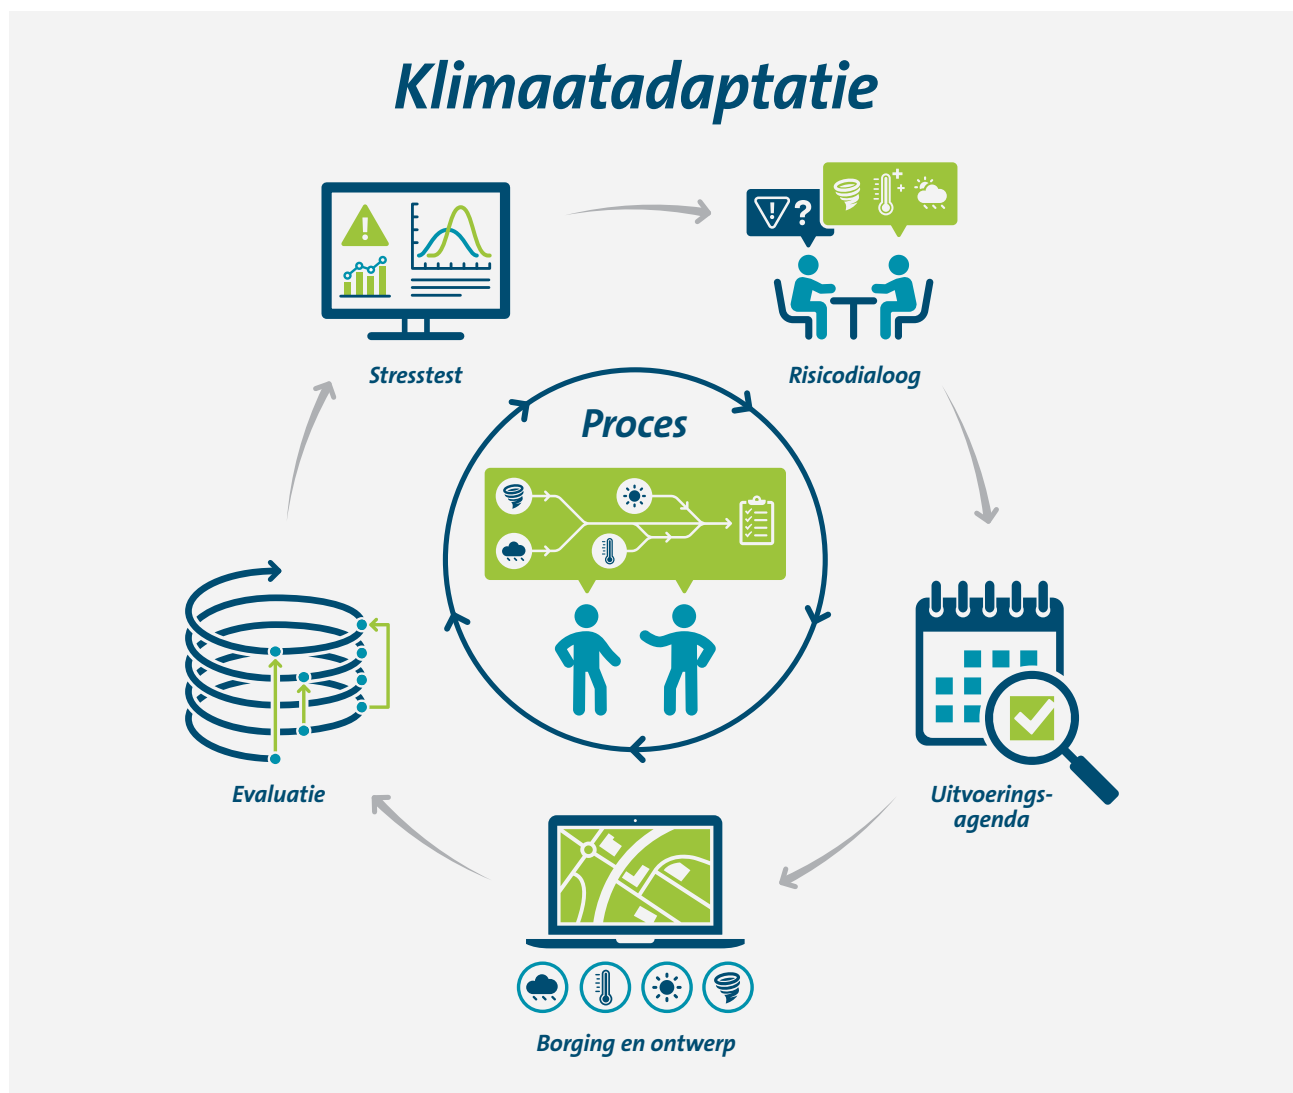 Klimaatadaptatie
?
Stresstest
Risicodialoog
Proces
Evaluatie
Uitvoerings-
agenda
Borging en ontwerp